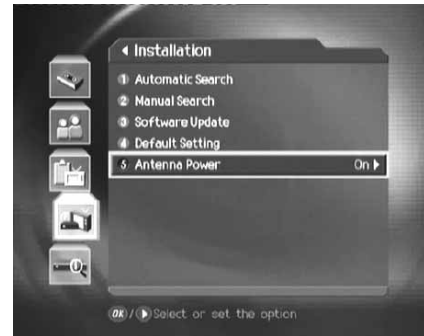 Installation
1 Automatic Search
2 Manual Search
3 Software Update
4 Default Setting
5 Antenna Power On
OK / Select or set the option